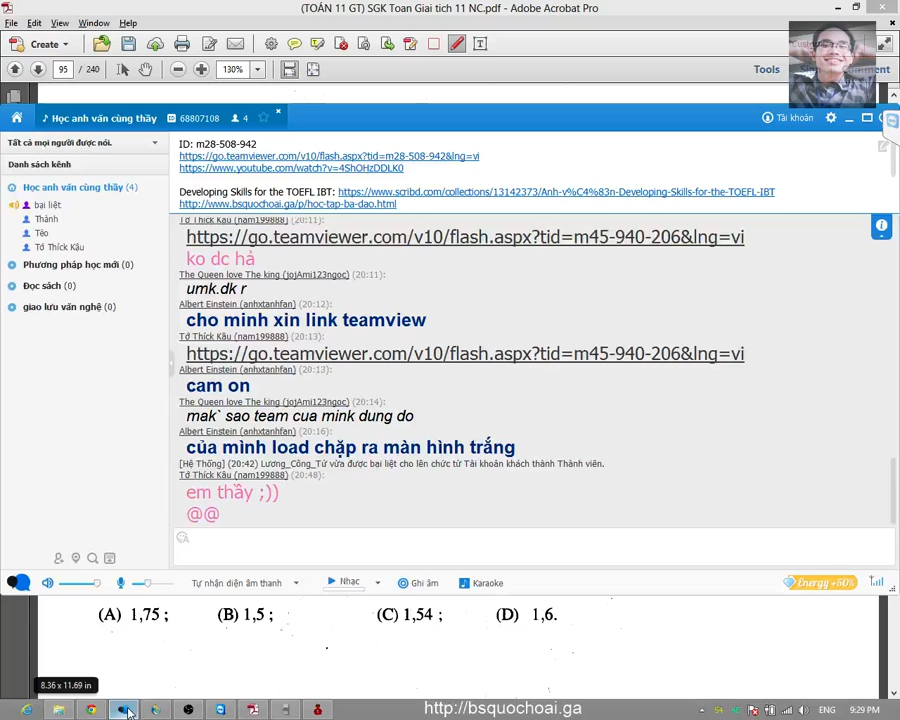 (TOÁN 11 GT) SGK Toan Giai tich 11 NC.pdf - Adobe Acrobat Pro
File Edit View Window Help
Create
95 / 240 130% Tools
Học anh văn cùng thầy 68807108 4 Tài khoản
Tất cả mọi người được nói.
Danh sách kênh
Học anh văn cùng thầy (4)
bại liệt
Thành
Tèo
Tớ Thích Kậu
Phương pháp học mới (0)
Đọc sách (0)
giao lưu văn nghệ (0)
ID: m28-508-942
https://go.teamviewer.com/v10/flash.aspx?tid=m28-508-942&lng=vi
https://www.youtube.com/watch?v=4ShOHzDDLK0
Developing Skills for the TOEFL IBT: https://www.scribd.com/collections/13142373/Anh-v%C4%83n-Developing-Skills-for-the-TOEFL-IBT
http://www.bsquochoai.ga/p/hoc-tap-ba-dao.html
Tớ Thích Kậu (nam199888) (20:11):
https://go.teamviewer.com/v10/flash.aspx?tid=m45-940-206&lng=vi
ko dc hả
The Queen love The king (jojAmi123ngoc) (20:11):
umk.dk r
Albert Einstein (anhxtanhfan) (20:12):
cho minh xin link teamview
Tớ Thích Kậu (nam199888) (20:13):
https://go.teamviewer.com/v10/flash.aspx?tid=m45-940-206&lng=vi
Albert Einstein (anhxtanhfan) (20:13):
cam on
The Queen love The king (jojAmi123ngoc) (20:14):
mak` sao team cua mink dung do
Albert Einstein (anhxtanhfan) (20:16):
của mình load chặp ra màn hình trắng
[Hệ Thống] (20:42) Lương_Công_Tử vừa được bại liệt cho lên chức từ Tài khoản khách thành Thành viên.
Tớ Thích Kậu (nam199888) (20:48):
em thầy ;))
@@
Tự nhận diện âm thanh Nhạc Ghi âm Karaoke Energy +50%
(A) 1,75 ; (B) 1,5 ; (C) 1,54 ; (D) 1,6.
8.36 x 11.69 in
http://bsquochoai.ga ENG 9:29 PM